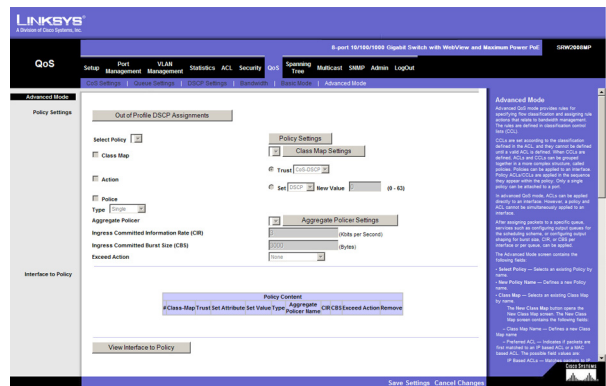 LINKSYS®
A Division of Cisco Systems, Inc.
8-port 10/100/1000 Gigabit Switch with WebView and Maximum Power PoE
SRW2008MP
QoS
Setup
Port Management
VLAN Management
Statistics
ACL
Security
QoS
Spanning Tree
Multicast
SNMP
Admin
LogOut
CoS Settings | Queue Settings | DSCP Settings | Bandwidth | Basic Mode | Advanced Mode
Advanced Mode
Policy Settings
Out of Profile DSCP Assignments
Select Policy
Policy Settings
Class Map
Class Map Settings
Trust CoS-DSCP
Action
Set DSCP New Value 0 (0 - 63)
Police
Type Single
Aggregate Policer
Aggregate Policer Settings
Ingress Committed Information Rate (CIR)
(Kbits per Second)
Ingress Committed Burst Size (CBS)
3000 (Bytes)
Exceed Action
None
Interface to Policy
Policy Content
# Class-Map Trust Set Attribute Set Value Type Aggregate Policer Name CIR CBS Exceed Action Remove
View Interface to Policy
Advanced Mode
Advanced QoS mode provides rules for
specifying flow classification and assigning rule
actions that relate to bandwidth management.
The rules are defined in classification control
lists (CCL).
CCLs are set according to the classification
defined in the ACL, and they cannot be defined
until a valid ACL is defined. When CCLs are
defined, ACLs and CCLs can be grouped
together in a more complex structure, called
policies. Policies can be applied to an interface.
Policy ACLs/CCLs are applied in the sequence
they appear within the policy. Only a single
policy can be attached to a port.
In advanced QoS mode, ACLs can be applied
directly to an interface. However, a policy and
ACL cannot be simultaneously applied to an
interface.
After assigning packets to a specific queue,
services such as configuring output queues for
the scheduling scheme, or configuring output
shaping for burst size, CIR, or CBS per
interface or per queue, can be applied.
The Advanced Mode screen contains the
following fields:
- Select Policy — Selects an existing Policy by
name.
- New Policy Name — Defines a new Policy
name.
- Class Map — Selects an existing Class Map
by name.
The New Class Map button opens the
New Class Map screen. The New Class
Map screen contains the following fields:
- Class Map Name — Defines a new Class
Map name
- Preferred ACL — Indicates if packets are
first matched to an IP based ACL or a MAC
based ACL. The possible field values are:
IP Based ACLs — Matches packets to IP
Save Settings
Cancel Changes
CISCO SYSTEMS